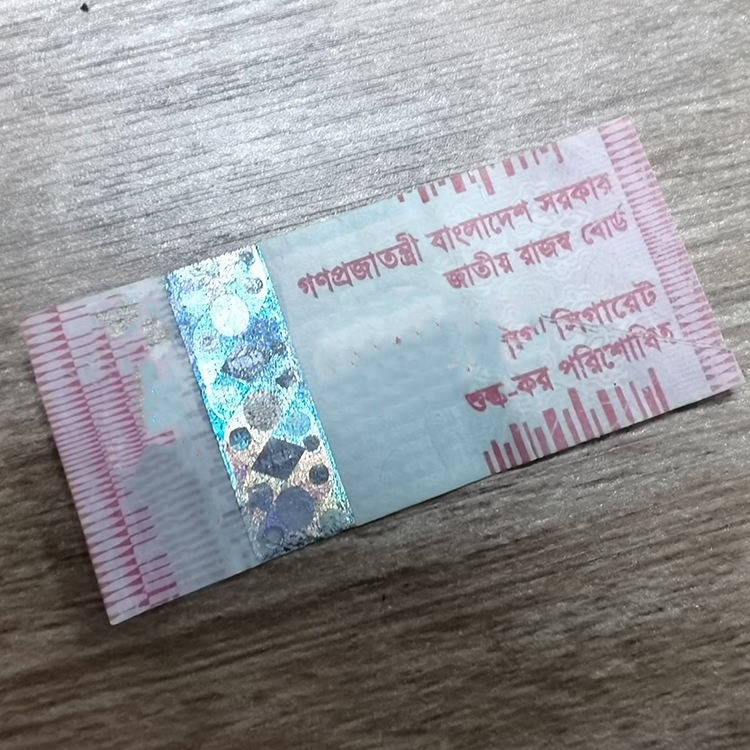 গণপ্রজাতন্ত্রী বাংলাদেশ সরকার
জাতীয় রাজস্ব বোর্ড
সিগারেট
শুল্ক-কর পরিশোধিত